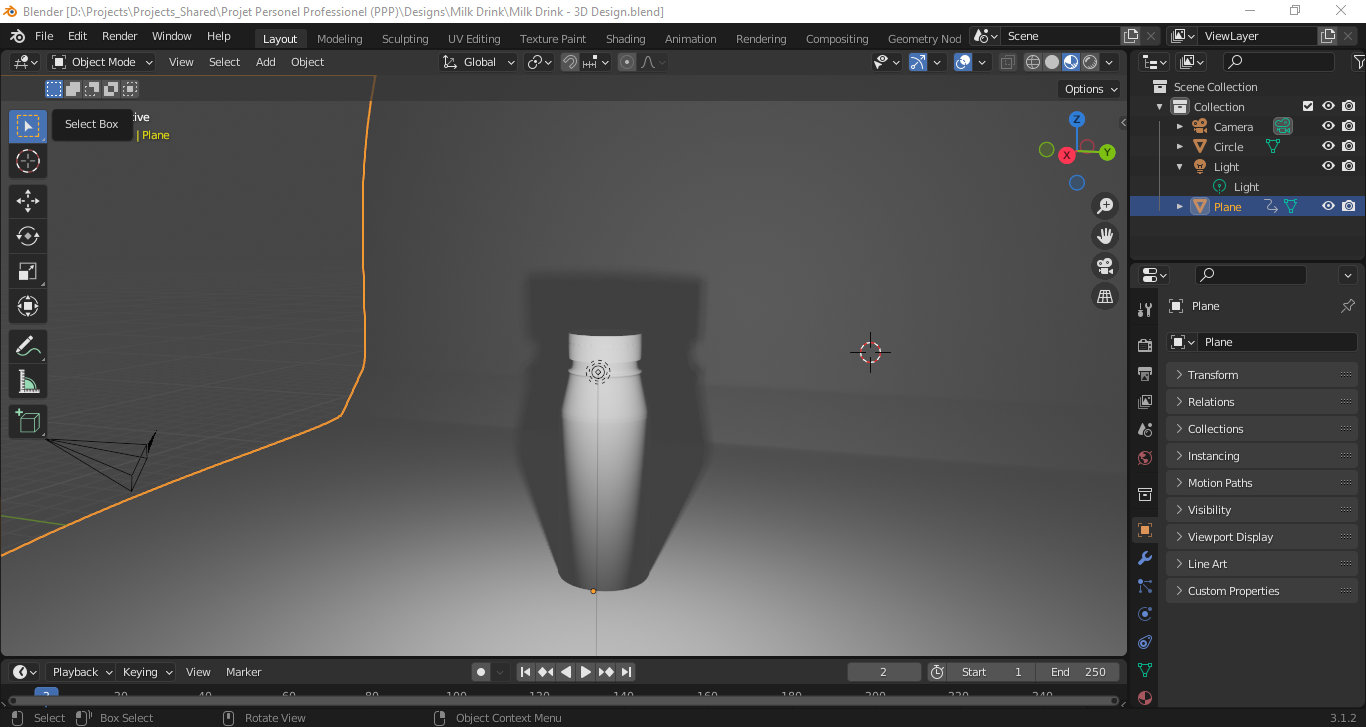 Blender [D:\Projects\Projects_Shared\Projet Personel Professionel (PPP)\Designs\Milk Drink\Milk Drink - 3D Design.blend]
File Edit Render Window Help Layout Modeling Sculpting UV Editing Texture Paint Shading Animation Rendering Compositing Geometry Nod Scene ViewLayer
Object Mode View Select Add Object Global
Options
Select Box
tive
| Plane
Z
X
Y
Scene Collection
Collection
Camera
Circle
Light
Light
Plane
Plane
Plane
Transform
Relations
Collections
Instancing
Motion Paths
Visibility
Viewport Display
Line Art
Custom Properties
Playback Keying View Marker 2 Start 1 End 250
2 20 60 80 100 120 140 160 180 200 240
Select Box Select Rotate View Object Context Menu 3.1.2